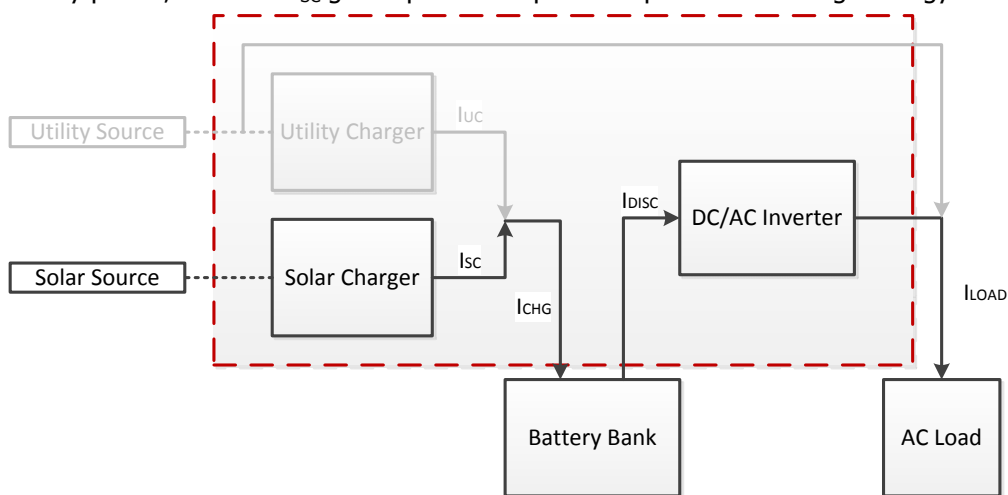 Utility Source
Utility Charger
IUC
IDISC
DC/AC Inverter
Solar Source
Solar Charger
ISC
ICHG
ILOAD
Battery Bank
AC Load